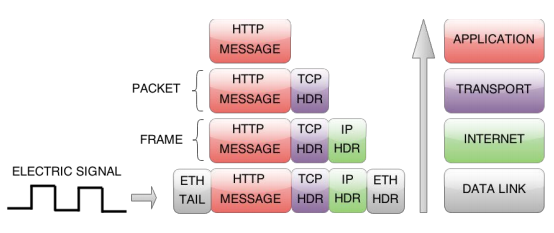 HTTP
MESSAGE
APPLICATION
PACKET
HTTP
MESSAGE
TCP
HDR
TRANSPORT
FRAME
HTTP
MESSAGE
TCP
HDR
IP
HDR
INTERNET
ELECTRIC SIGNAL
ETH
TAIL
HTTP
MESSAGE
TCP
HDR
IP
HDR
ETH
HDR
DATA LINK